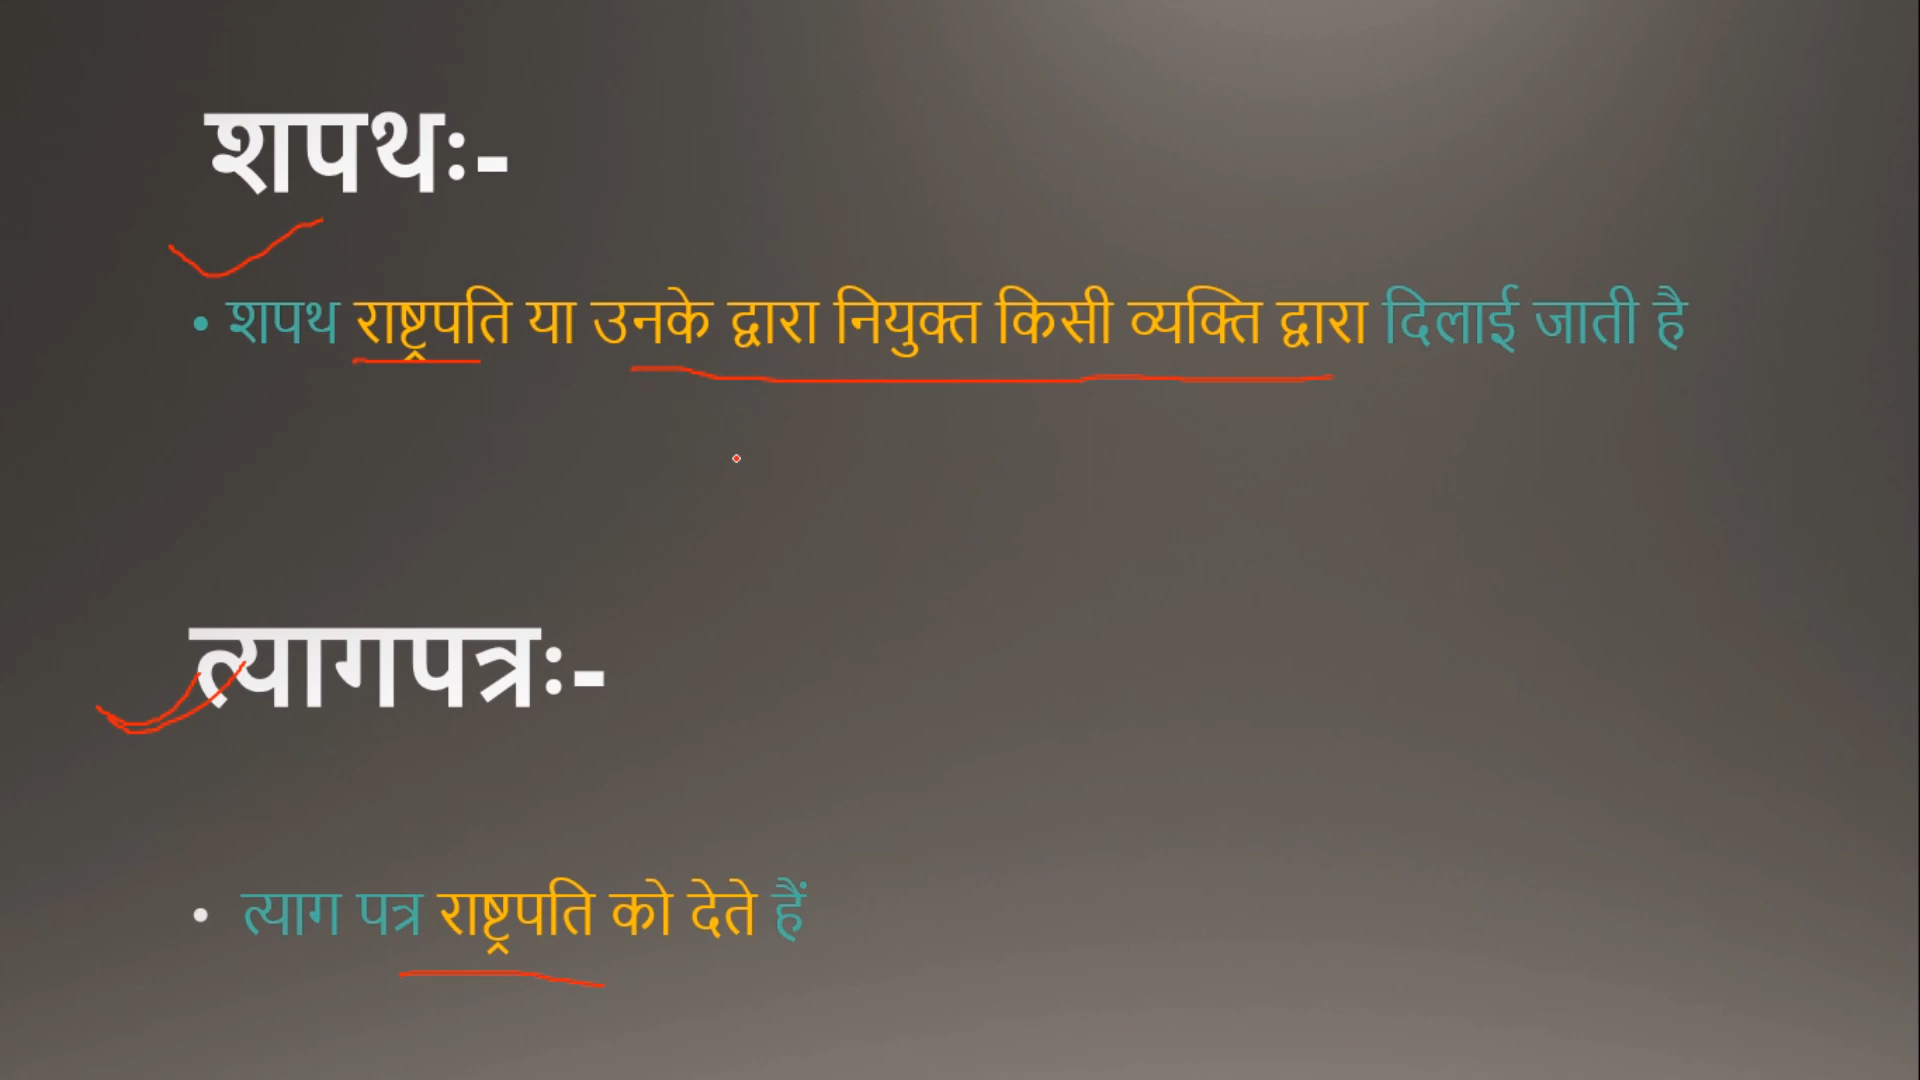 शपथः-
• शपथ राष्ट्रपति या उनके द्वारा नियुक्त किसी व्यक्ति द्वारा दिलाई जाती है
त्यागपत्रः-
• त्याग पत्र राष्ट्रपति को देते हैं